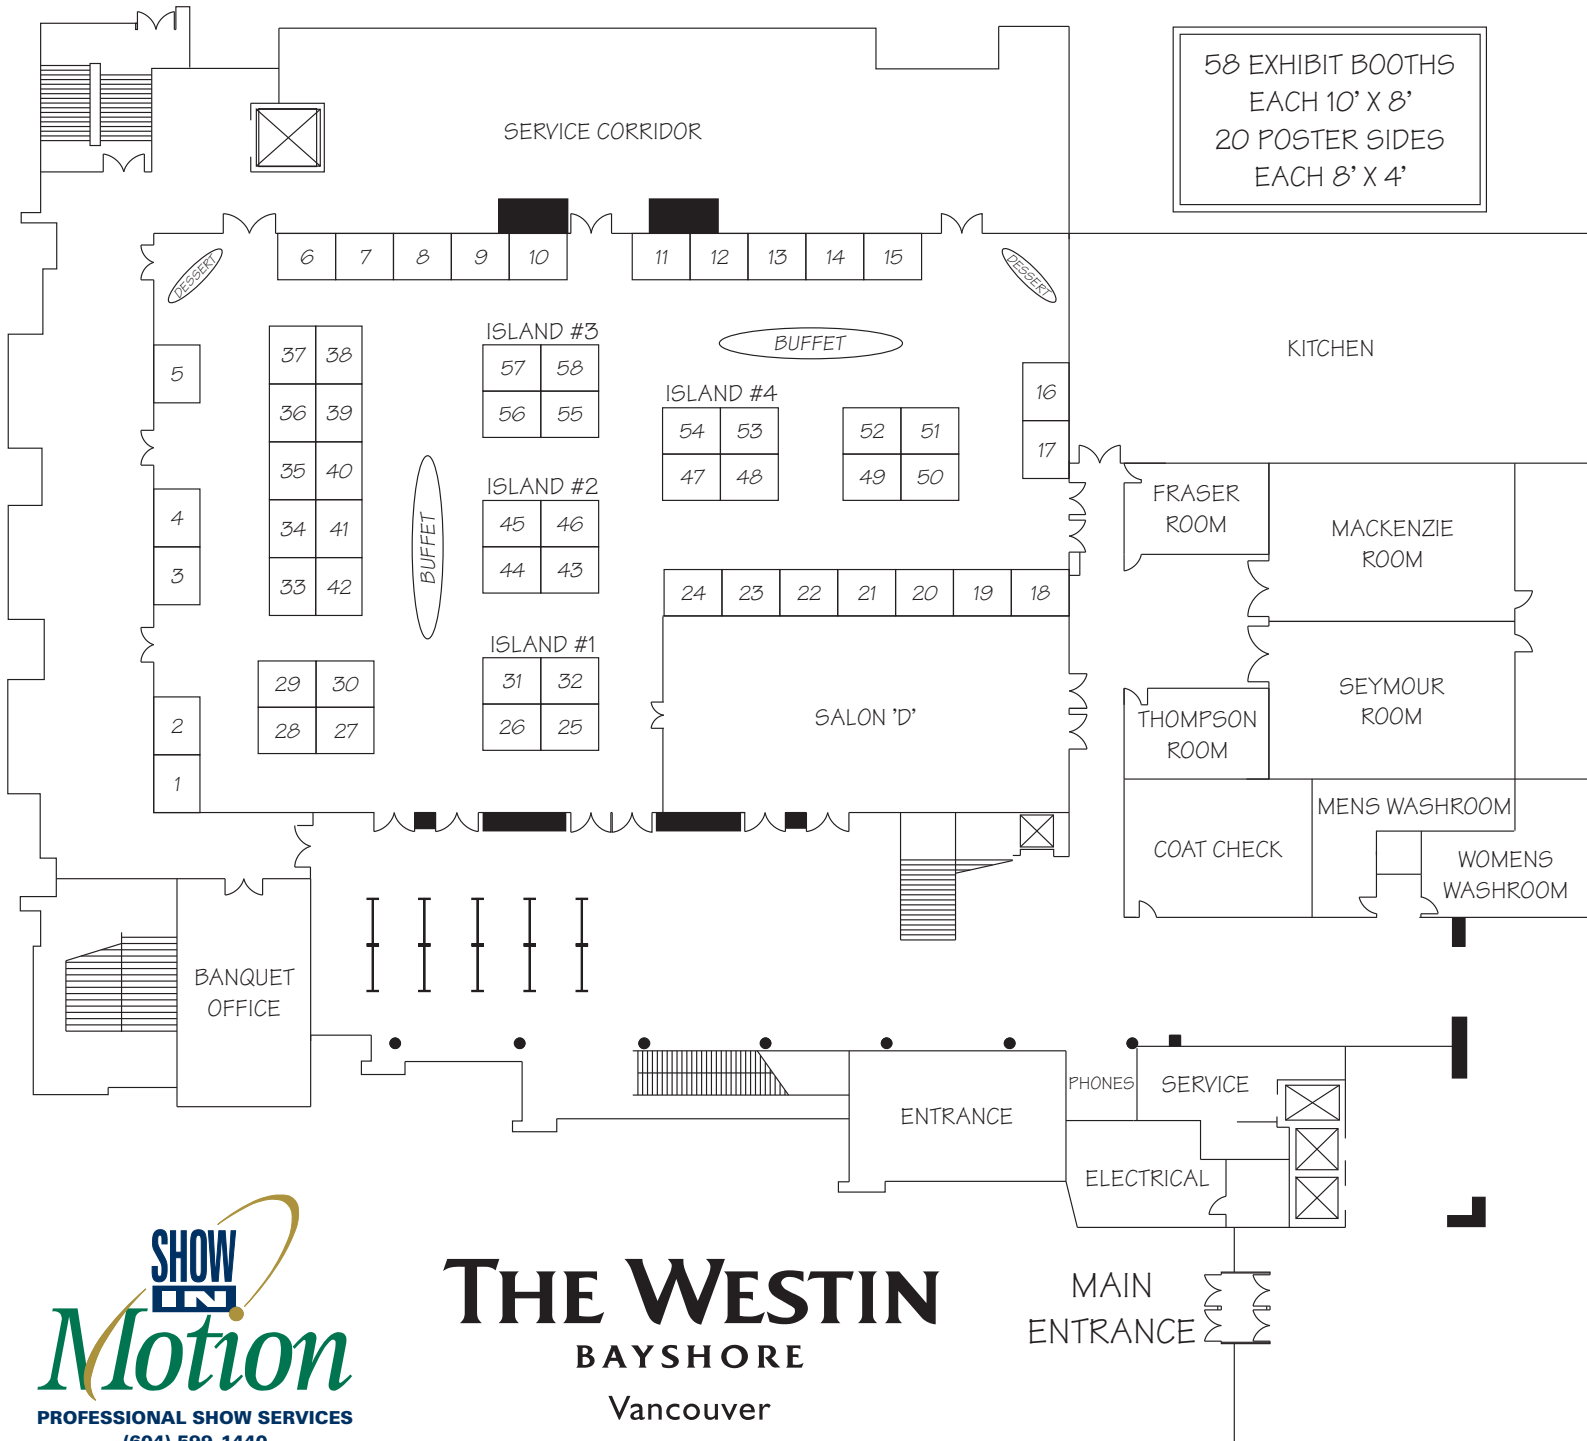 58 EXHIBIT BOOTHS
EACH 10' X 8'
20 POSTER SIDES
EACH 8' X 4'
SERVICE CORRIDOR
DESSERT
6 7 8 9 10
11 12 13 14 15
DESSERT
ISLAND #3
BUFFET
KITCHEN
37 38
57 58
5
16
ISLAND #4
36 39
56 55
54 53
52 51
17
35 40
47 48
49 50
ISLAND #2
FRASER
ROOM
4
34 41
45 46
BUFFET
MACKENZIE
ROOM
3
33 42
44 43
24 23 22 21 20 19 18
ISLAND #1
29 30
31 32
SEYMOUR
ROOM
2
28 27
26 25
SALON 'D'
THOMPSON
ROOM
1
MENS WASHROOM
COAT CHECK
WOMENS
WASHROOM
BANQUET
OFFICE
PHONES
SERVICE
ENTRANCE
ELECTRICAL
MAIN
ENTRANCE
SHOW
IN
Motion
PROFESSIONAL SHOW SERVICES
(604) 599-1440
THE WESTIN
BAYSHORE
Vancouver